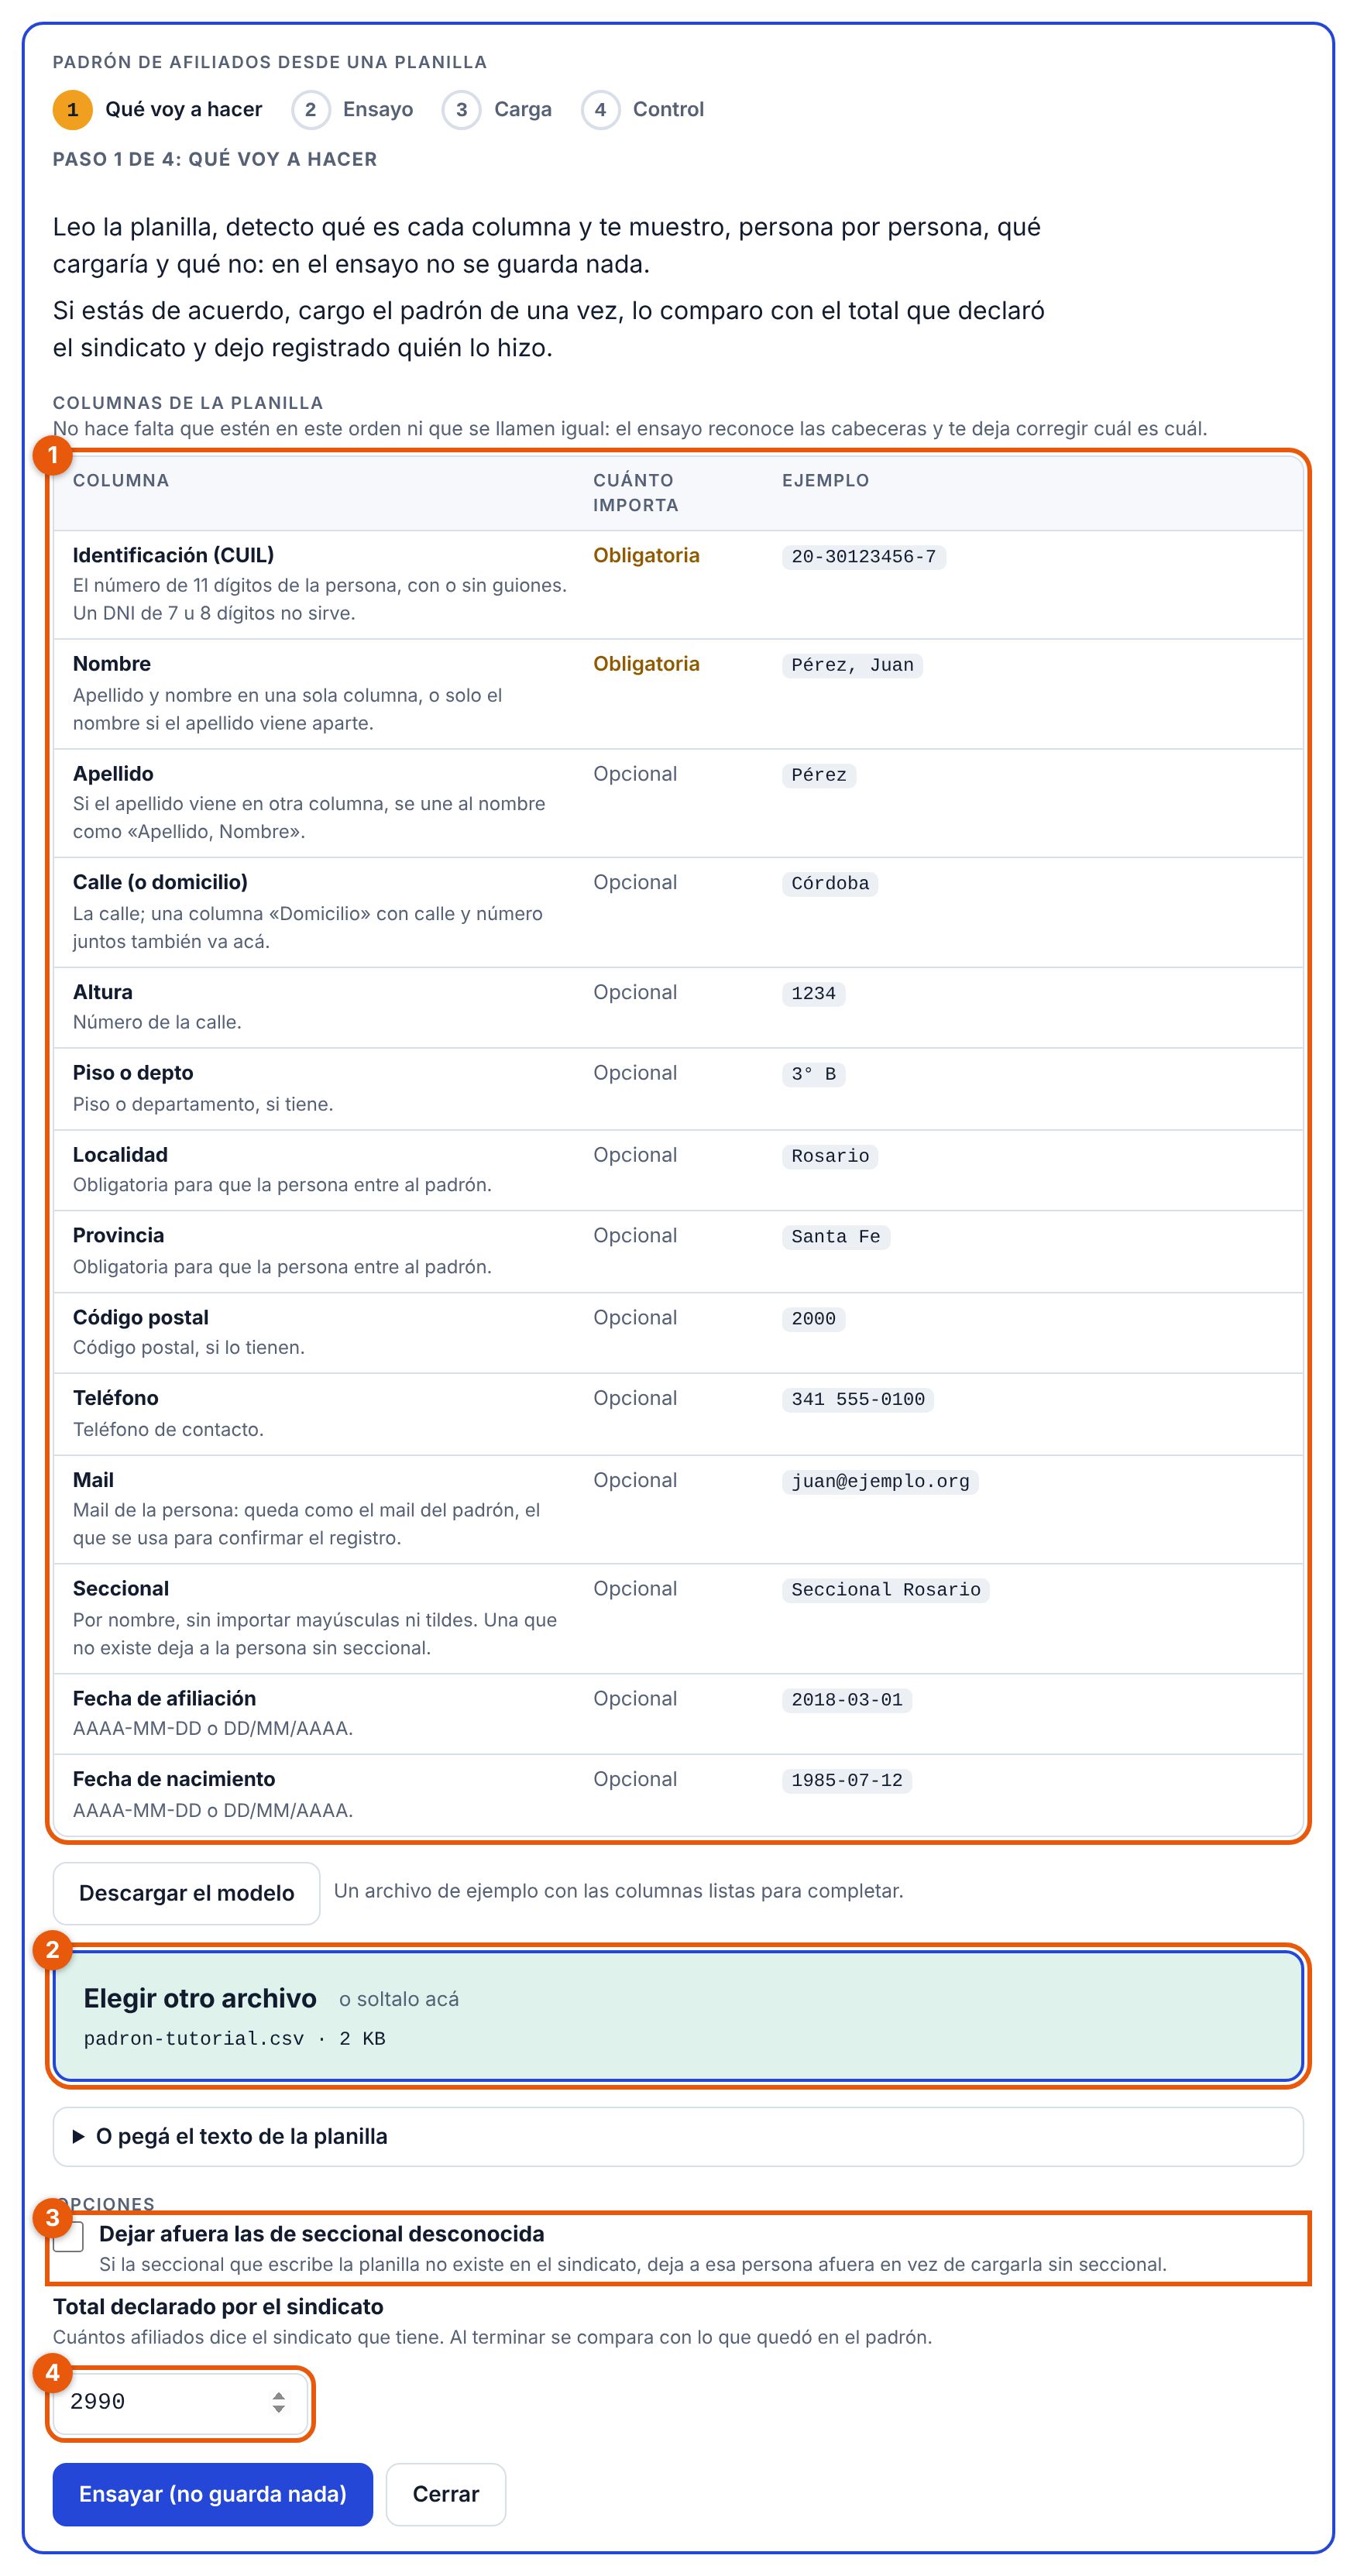 PADRÓN DE AFILIADOS DESDE UNA PLANILLA
1 Qué voy a hacer 2 Ensayo 3 Carga 4 Control
PASO 1 DE 4: QUÉ VOY A HACER
Leo la planilla, detecto qué es cada columna y te muestro, persona por persona, qué
cargaría y qué no: en el ensayo no se guarda nada.
Si estás de acuerdo, cargo el padrón de una vez, lo comparo con el total que declaró
el sindicato y dejo registrado quién lo hizo.
COLUMNAS DE LA PLANILLA
No hace falta que estén en este orden ni que se llamen igual: el ensayo reconoce las cabeceras y te deja corregir cuál es cuál.
1
COLUMNA CUÁNTO IMPORTA EJEMPLO
Identificación (CUIL) Obligatoria 20-30123456-7
El número de 11 dígitos de la persona, con o sin guiones.
Un DNI de 7 u 8 dígitos no sirve.
Nombre Obligatoria Pérez, Juan
Apellido y nombre en una sola columna, o solo el
nombre si el apellido viene aparte.
Apellido Opcional Pérez
Si el apellido viene en otra columna, se une al nombre
como «Apellido, Nombre».
Calle (o domicilio) Opcional Córdoba
La calle; una columna «Domicilio» con calle y número
juntos también va acá.
Altura Opcional 1234
Número de la calle.
Piso o depto Opcional 3° B
Piso o departamento, si tiene.
Localidad Opcional Rosario
Obligatoria para que la persona entre al padrón.
Provincia Opcional Santa Fe
Obligatoria para que la persona entre al padrón.
Código postal Opcional 2000
Código postal, si lo tienen.
Teléfono Opcional 341 555-0100
Teléfono de contacto.
Mail Opcional juan@ejemplo.org
Mail de la persona: queda como el mail del padrón, el
que se usa para confirmar el registro.
Seccional Opcional Seccional Rosario
Por nombre, sin importar mayúsculas ni tildes. Una que
no existe deja a la persona sin seccional.
Fecha de afiliación Opcional 2018-03-01
AAAA-MM-DD o DD/MM/AAAA.
Fecha de nacimiento Opcional 1985-07-12
AAAA-MM-DD o DD/MM/AAAA.
Descargar el modelo Un archivo de ejemplo con las columnas listas para completar.
2
Elegir otro archivo o soltalo acá
padron-tutorial.csv · 2 KB
▶ O pegá el texto de la planilla
OPCIONES
3
Dejar afuera las de seccional desconocida
Si la seccional que escribe la planilla no existe en el sindicato, deja a esa persona afuera en vez de cargarla sin seccional.
Total declarado por el sindicato
Cuántos afiliados dice el sindicato que tiene. Al terminar se compara con lo que quedó en el padrón.
4
2990
Ensayar (no guarda nada) Cerrar